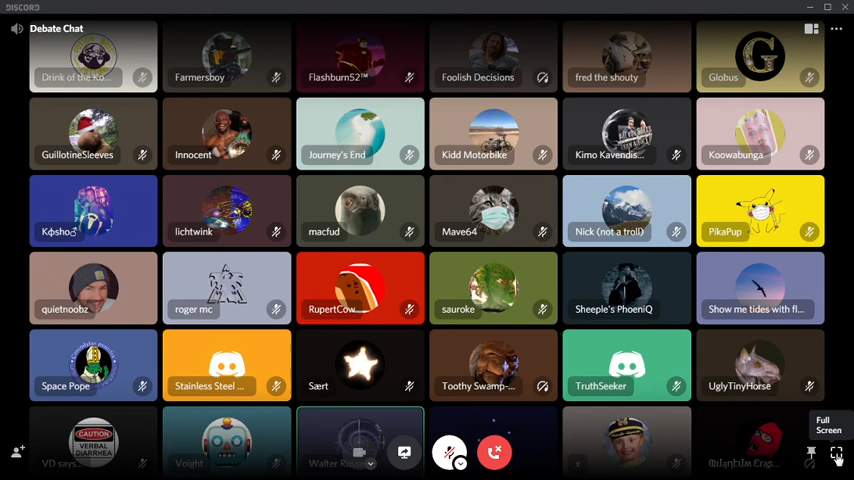 DISCORD
Debate Chat
Drink of the Ko...
Farmersboy
Flashburn52™
Foolish Decisions
fred the shouty
G
Globus
GuillotineSleeves
Innocent
Journey's End
Kidd Motorbike
Kimo Kavendis...
Koowabunga
lichtwink
macfud
Mave64
Nick (not a troll)
PikaPup
quietnoobz
roger mc
RupertCow
sauroke
Sheeple's PhoeniQ
Show me tides with fl...
Space Pope
Stainless Steel ...
Sært
Toothy Swamp-...
TruthSeeker
UglyTinyHorse
Full
Screen
CAUTION
VERBAL
DIARRHEA
VD says...
Voight
Walter Russe
x